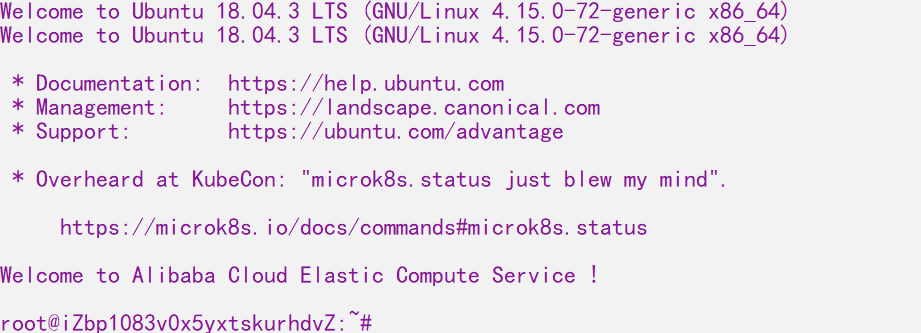 Welcome to Ubuntu 18.04.3 LTS (GNU/Linux 4.15.0-72-generic x86_64)
Welcome to Ubuntu 18.04.3 LTS (GNU/Linux 4.15.0-72-generic x86_64)
* Documentation:  https://help.ubuntu.com
* Management:     https://landscape.canonical.com
* Support:        https://ubuntu.com/advantage
* Overheard at KubeCon: "microk8s.status just blew my mind".
https://microk8s.io/docs/commands#microk8s.status
Welcome to Alibaba Cloud Elastic Compute Service !
root@iZbp1083v0x5yxtskurhdvZ:~#